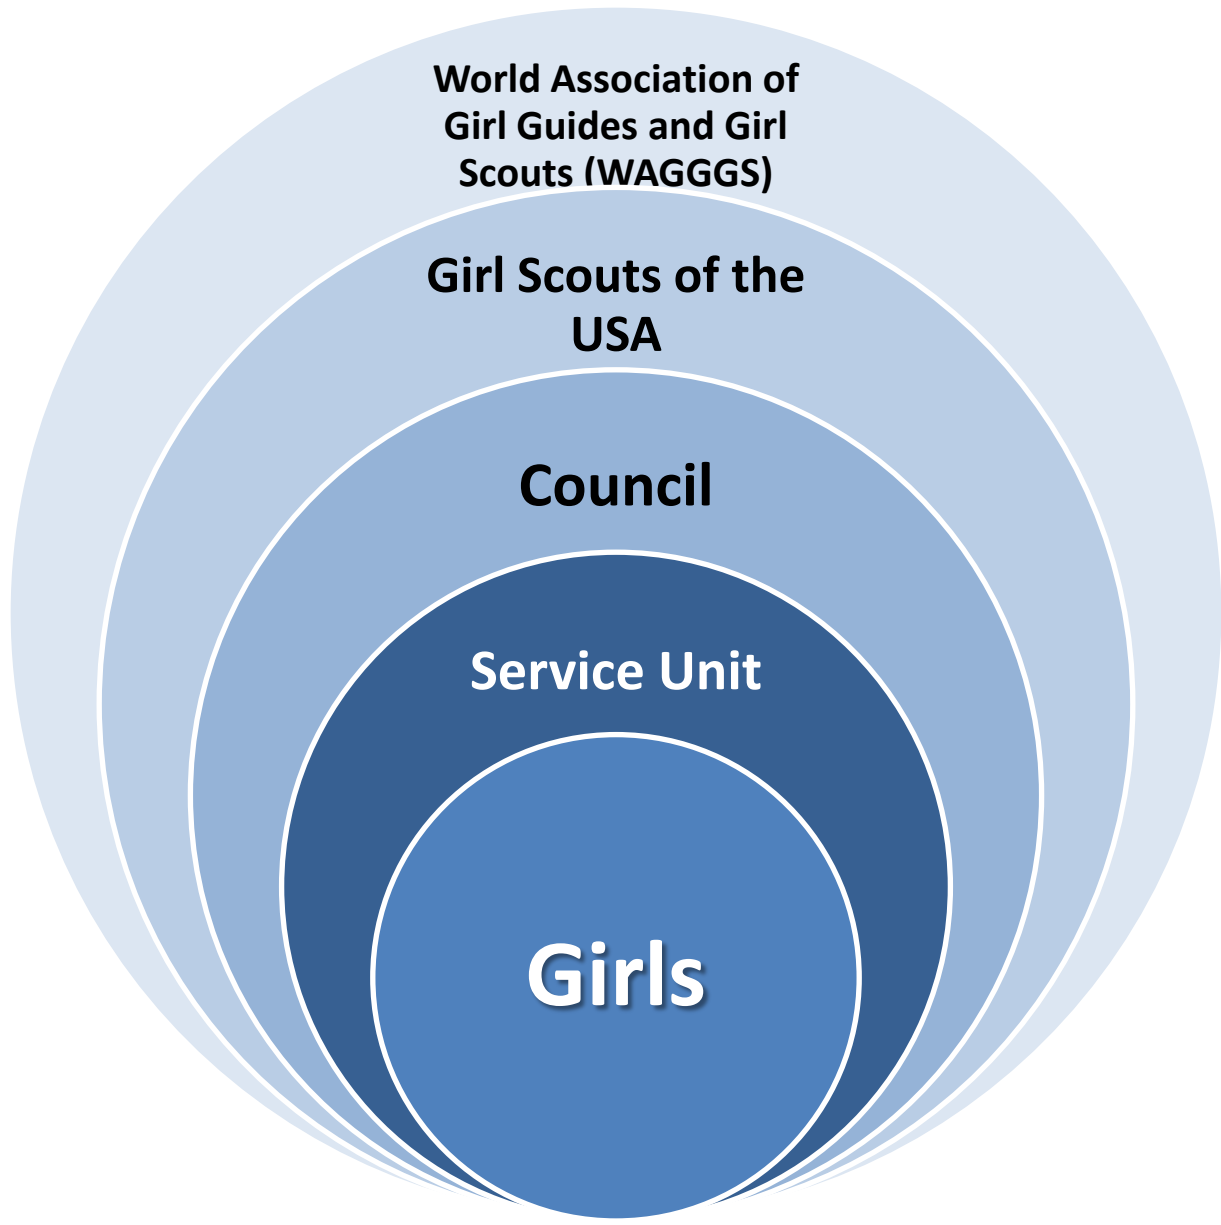 World Association of
Girl Guides and Girl
Scouts (WAGGGS)
Girl Scouts of the
USA
Council
Service Unit
Girls